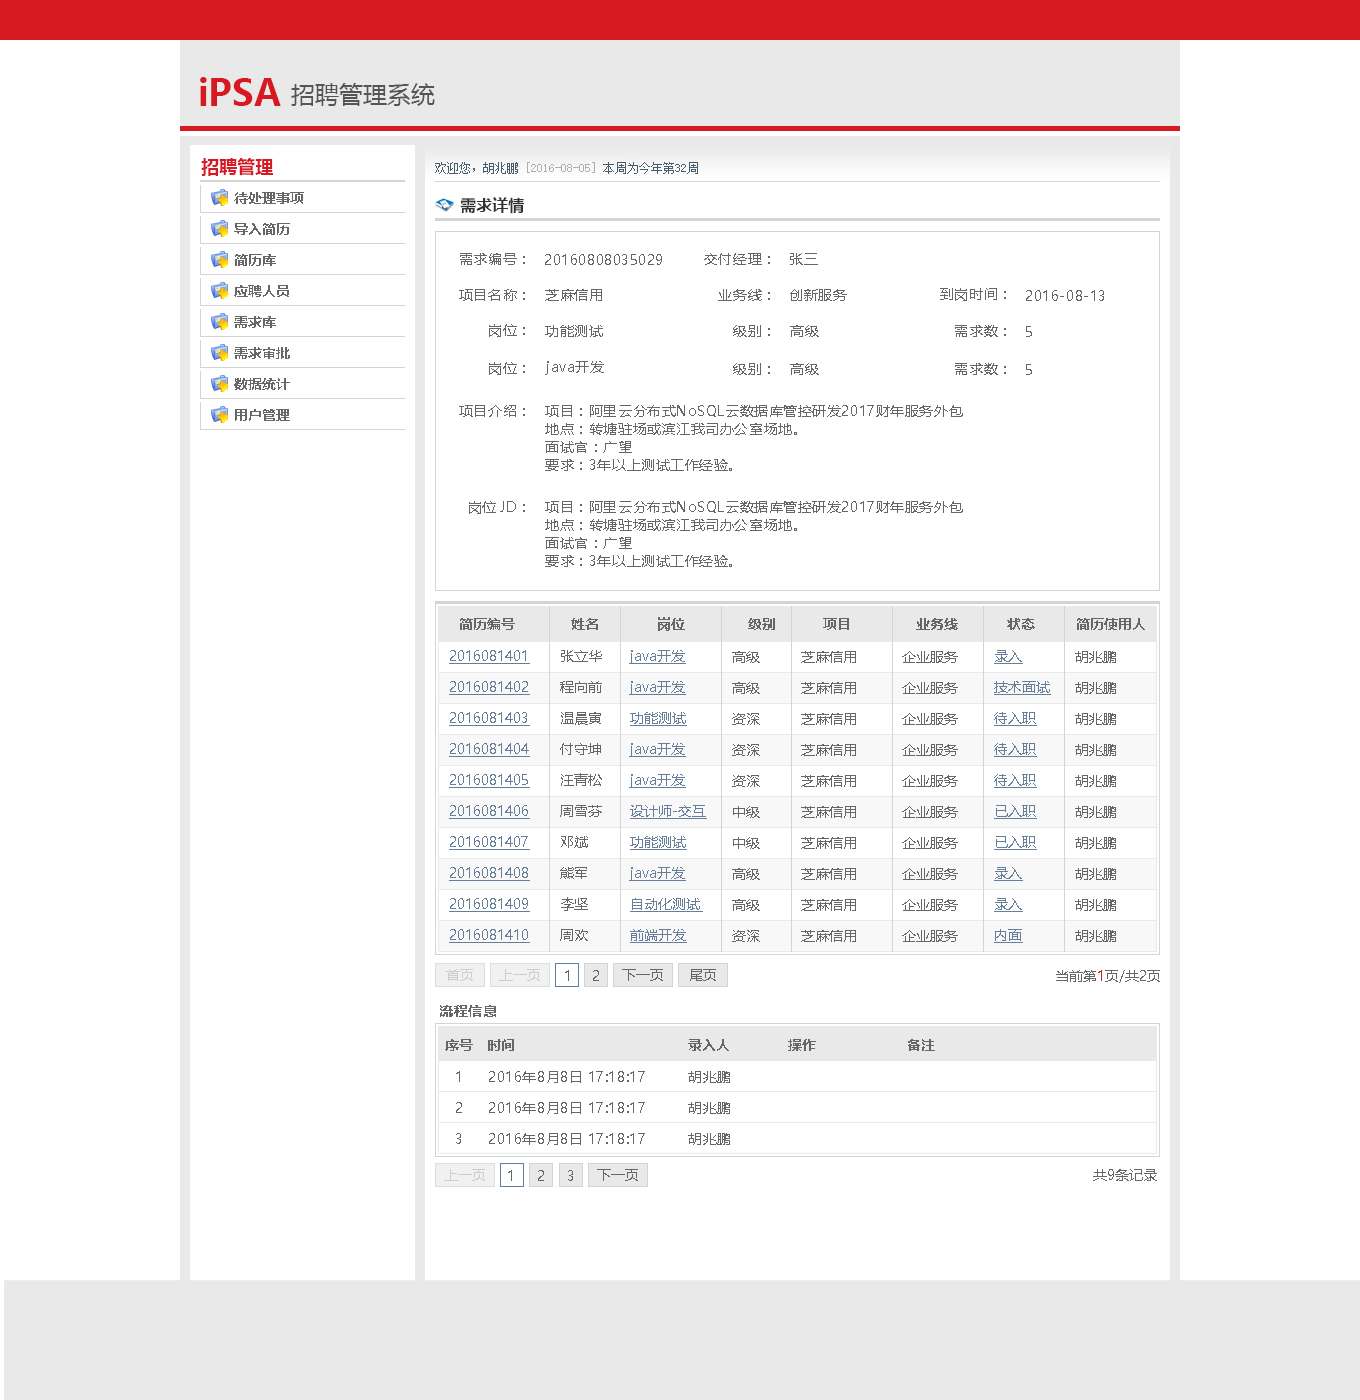 iPSA 招聘管理系统
招聘管理
待处理事项
导入简历
简历库
应聘人员
需求库
需求审批
数据统计
用户管理
欢迎您，胡兆鹏 [2016-08-05] 本周为今年第32周
需求详情
需求编号： 20160808035029 交付经理： 张三
项目名称： 芝麻信用 业务线： 创新服务 到岗时间： 2016-08-13
岗位： 功能测试 级别： 高级 需求数： 5
岗位： java开发 级别： 高级 需求数： 5
项目介绍： 项目：阿里云分布式NoSQL云数据库管控研发2017财年服务外包
地点：转塘驻场或滨江我司办公室场地。
面试官：广望
要求：3年以上测试工作经验。
岗位JD： 项目：阿里云分布式NoSQL云数据库管控研发2017财年服务外包
地点：转塘驻场或滨江我司办公室场地。
面试官：广望
要求：3年以上测试工作经验。
简历编号 姓名 岗位 级别 项目 业务线 状态 简历使用人
2016081401 张立华 java开发 高级 芝麻信用 企业服务 录入 胡兆鹏
2016081402 程向前 java开发 高级 芝麻信用 企业服务 技术面试 胡兆鹏
2016081403 温晨寅 功能测试 资深 芝麻信用 企业服务 待入职 胡兆鹏
2016081404 付守坤 java开发 资深 芝麻信用 企业服务 待入职 胡兆鹏
2016081405 汪青松 java开发 资深 芝麻信用 企业服务 待入职 胡兆鹏
2016081406 周雪芬 设计师-交互 中级 芝麻信用 企业服务 已入职 胡兆鹏
2016081407 邓斌 功能测试 中级 芝麻信用 企业服务 已入职 胡兆鹏
2016081408 熊军 java开发 高级 芝麻信用 企业服务 录入 胡兆鹏
2016081409 李坚 自动化测试 高级 芝麻信用 企业服务 录入 胡兆鹏
2016081410 周欢 前端开发 资深 芝麻信用 企业服务 内面 胡兆鹏
首页 上一页 1 2 下一页 尾页 当前第1页/共2页
流程信息
序号 时间 录入人 操作 备注
1 2016年8月8日 17:18:17 胡兆鹏
2 2016年8月8日 17:18:17 胡兆鹏
3 2016年8月8日 17:18:17 胡兆鹏
上一页 1 2 3 下一页 共9条记录